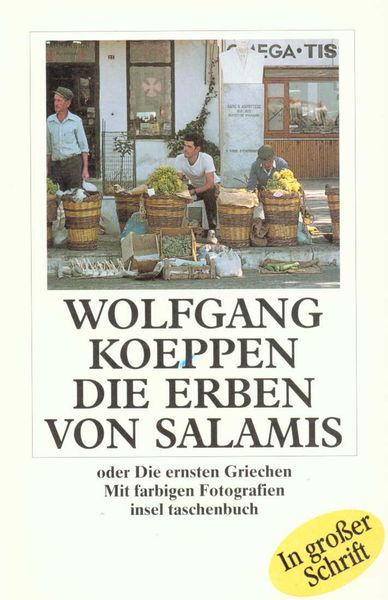 OMEGA•TIS
WOLFGANG
KOEPPEN
DIE ERBEN
VON SALAMIS
oder Die ernsten Griechen
Mit farbigen Fotografien
insel taschenbuch
In großer
Schrift